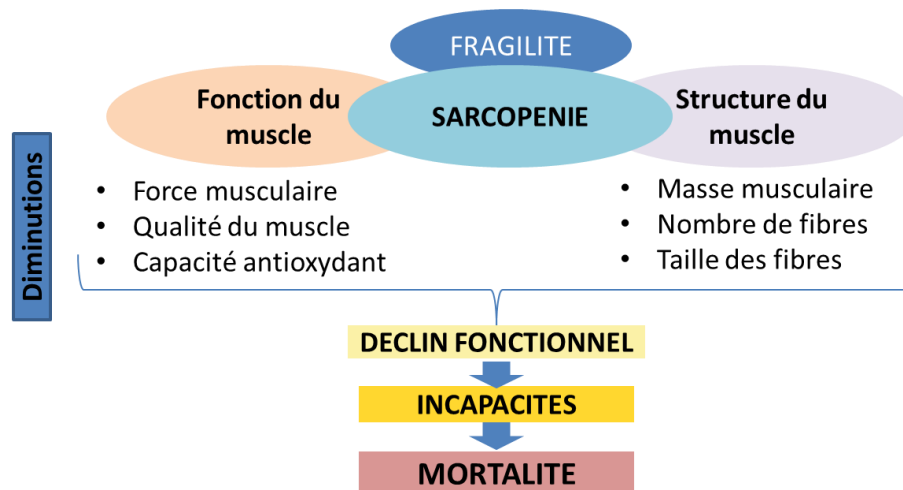 FRAGILITE
Fonction du
muscle
SARCOPENIE
Structure du
muscle
Diminutions
• Force musculaire
• Qualité du muscle
• Capacité antioxydant
• Masse musculaire
• Nombre de fibres
• Taille des fibres
DECLIN FONCTIONNEL
INCAPACITES
MORTALITE